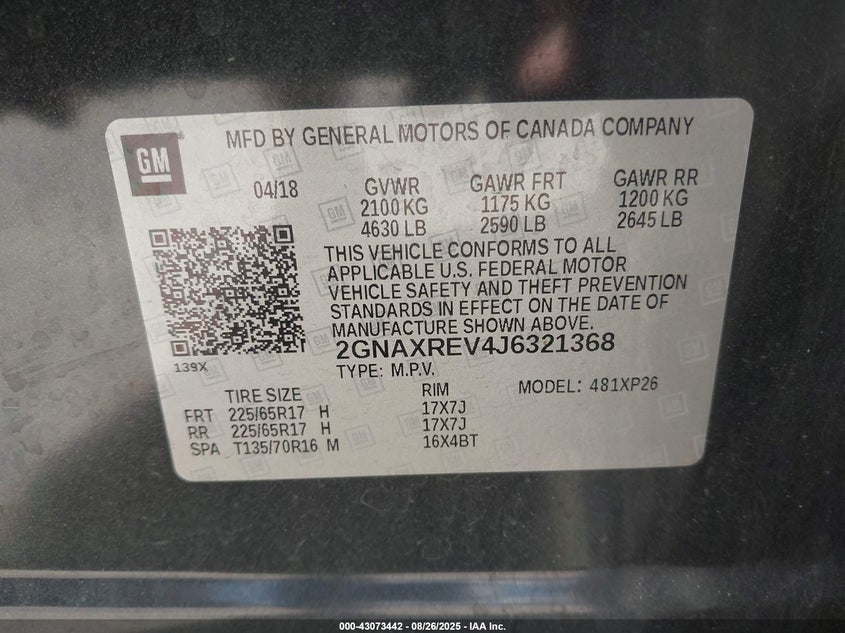 GM
MFD BY GENERAL MOTORS OF CANADA COMPANY
04/18
GVWR
2100 KG
4630 LB
GAWR FRT
1175 KG
2590 LB
GAWR RR
1200 KG
2645 LB
THIS VEHICLE CONFORMS TO ALL
APPLICABLE U.S. FEDERAL MOTOR
VEHICLE SAFETY AND THEFT PREVENTION
STANDARDS IN EFFECT ON THE DATE OF
MANUFACTURE SHOWN ABOVE.
139X
2GNAXREV4J6321368
TYPE: M.P.V.
MODEL: 481XP26
TIRE SIZE RIM
FRT 225/65R17 H 17X7J
RR 225/65R17 H 17X7J
SPA T135/70R16 M 16X4BT
000-43073442 - 08/26/2025 - IAA Inc.